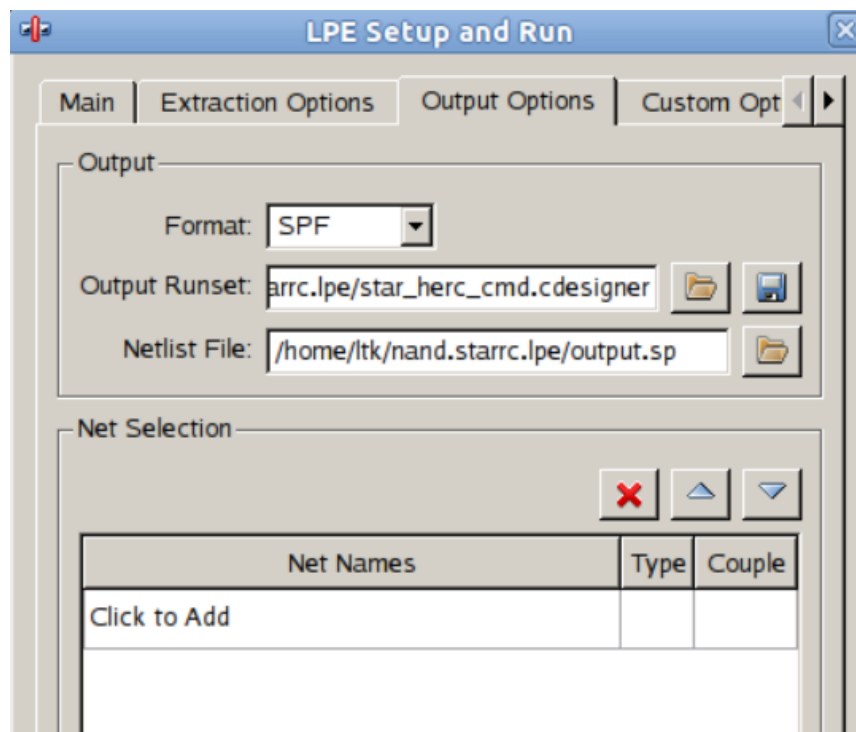 LPE Setup and Run
Main Extraction Options Output Options Custom Opt
Output
Format: SPF
Output Runset: arrc.lpe/star_herc_cmd.cdesigner
Netlist File: /home/ltk/nand.starrc.lpe/output.sp
Net Selection
Net Names Type Couple
Click to Add